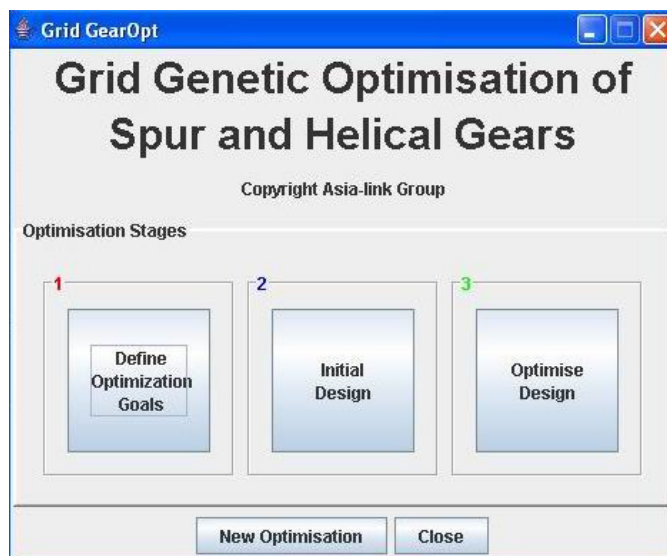 Grid GearOpt
Grid Genetic Optimisation of
Spur and Helical Gears
Copyright Asia-link Group
Optimisation Stages
1
Define
Optimization
Goals
2
Initial
Design
3
Optimise
Design
New Optimisation
Close